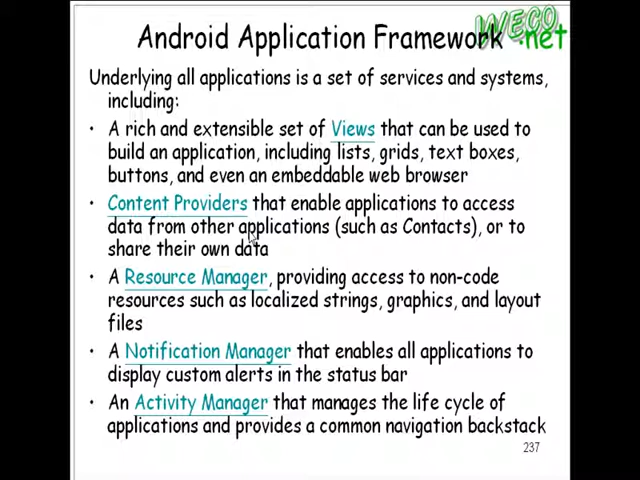 WECO
.net
Android Application Framework
Underlying all applications is a set of services and systems,
including:
• A rich and extensible set of Views that can be used to
build an application, including lists, grids, text boxes,
buttons, and even an embeddable web browser
• Content Providers that enable applications to access
data from other applications (such as Contacts), or to
share their own data
• A Resource Manager, providing access to non-code
resources such as localized strings, graphics, and layout
files
• A Notification Manager that enables all applications to
display custom alerts in the status bar
• An Activity Manager that manages the life cycle of
applications and provides a common navigation backstack
237